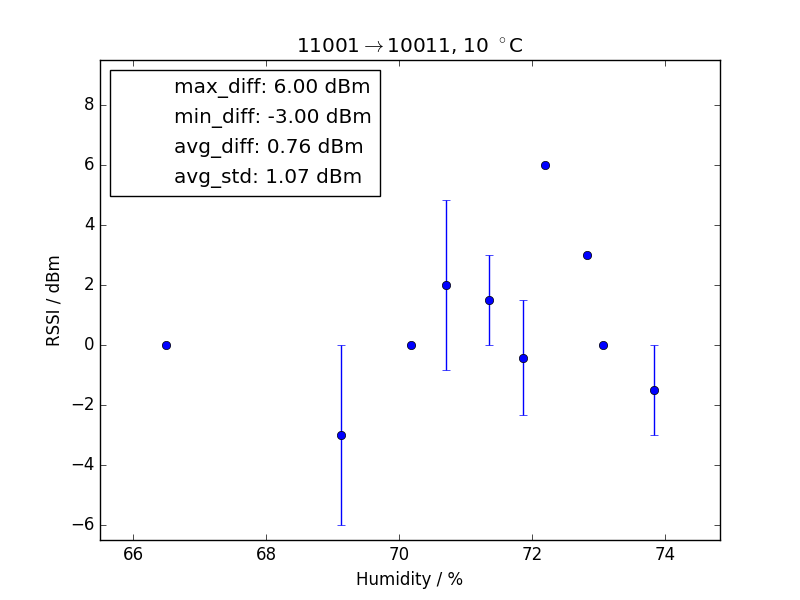 11001→10011, 10 °C
max_diff: 6.00 dBm
min_diff: -3.00 dBm
avg_diff: 0.76 dBm
avg_std: 1.07 dBm
8
6
4
2
0
−2
−4
−6
RSSI / dBm
66 68 70 72 74
Humidity / %